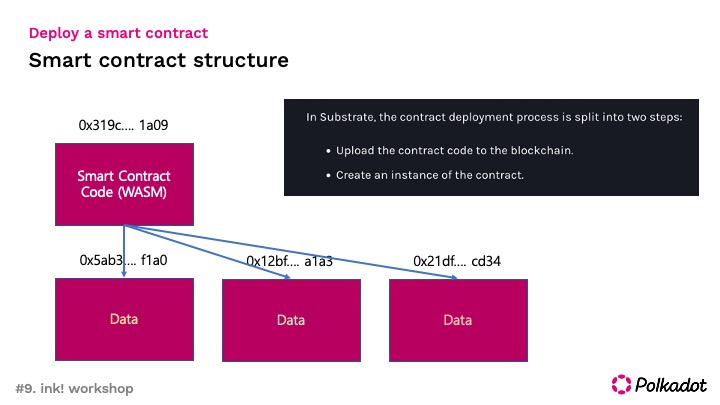 Deploy a smart contract
Smart contract structure
0x319c.... 1a09
In Substrate, the contract deployment process is split into two steps:
• Upload the contract code to the blockchain.
• Create an instance of the contract.
Smart Contract
Code (WASM)
0x5ab3.... f1a0
0x12bf.... a1a3
0x21df.... cd34
Data
Data
Data
#9. ink! workshop
Polkadot